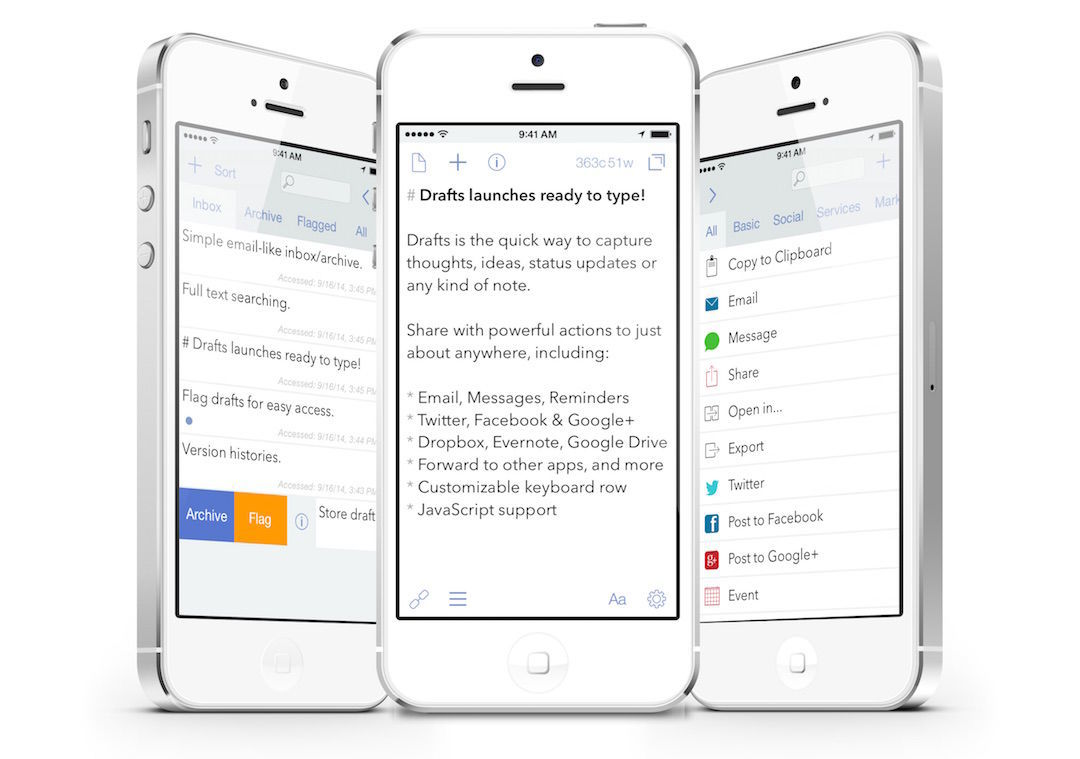 9:41 AM
Sort
Inbox
Archive
Flagged
All
Simple email-like inbox/archive.
Accessed: 9/16/14, 3:45 PM
Full text searching.
Accessed: 9/16/14, 3:45 PM
# Drafts launches ready to type!
Accessed: 9/16/14, 3:45 PM
Flag drafts for easy access.
Accessed: 9/16/14, 3:44 PM
Version histories.
Accessed: 9/16/14, 3:43 PM
Archive
Flag
Store draft
9:41 AM
363c 51w
# Drafts launches ready to type!
Drafts is the quick way to capture
thoughts, ideas, status updates or
any kind of note.
Share with powerful actions to just
about anywhere, including:
* Email, Messages, Reminders
* Twitter, Facebook & Google+
* Dropbox, Evernote, Google Drive
* Forward to other apps, and more
* Customizable keyboard row
* JavaScript support
Aa
9:41 AM
All
Basic
Social
Services
Mark
Copy to Clipboard
Email
Message
Share
Open in...
Export
Twitter
f
Post to Facebook
g+
Post to Google+
Event